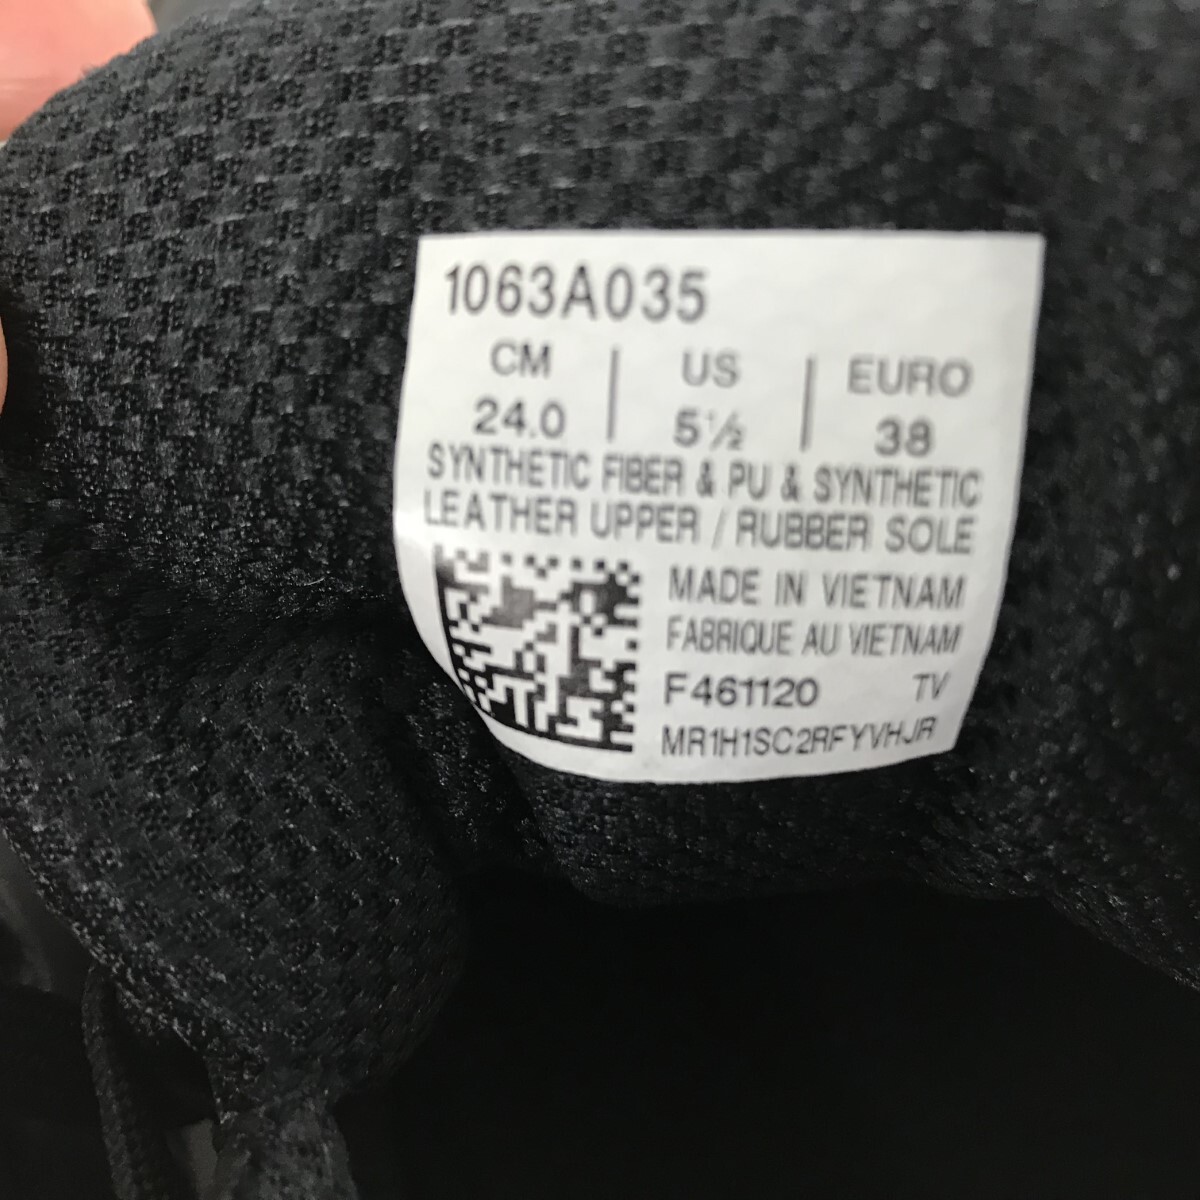 1063A035
CM | US | EURO
24.0 | 5½ | 38
SYNTHETIC FIBER & PU & SYNTHETIC
LEATHER UPPER / RUBBER SOLE
MADE IN VIETNAM
FABRIQUE AU VIETNAM
F461120 TV
MR1H1SC2RFYVHJR